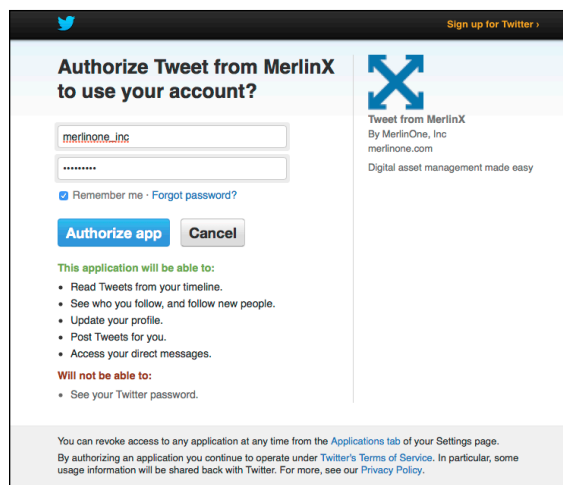 Sign up for Twitter ›
Authorize Tweet from MerlinX
to use your account?
merlinone_inc
•••••••••
Remember me · Forgot password?
Authorize app
Cancel
This application will be able to:
• Read Tweets from your timeline.
• See who you follow, and follow new people.
• Update your profile.
• Post Tweets for you.
• Access your direct messages.
Will not be able to:
• See your Twitter password.
Tweet from MerlinX
By MerlinOne, Inc
merlinone.com
Digital asset management made easy
You can revoke access to any application at any time from the Applications tab of your Settings page.
By authorizing an application you continue to operate under Twitter's Terms of Service. In particular, some
usage information will be shared back with Twitter. For more, see our Privacy Policy.